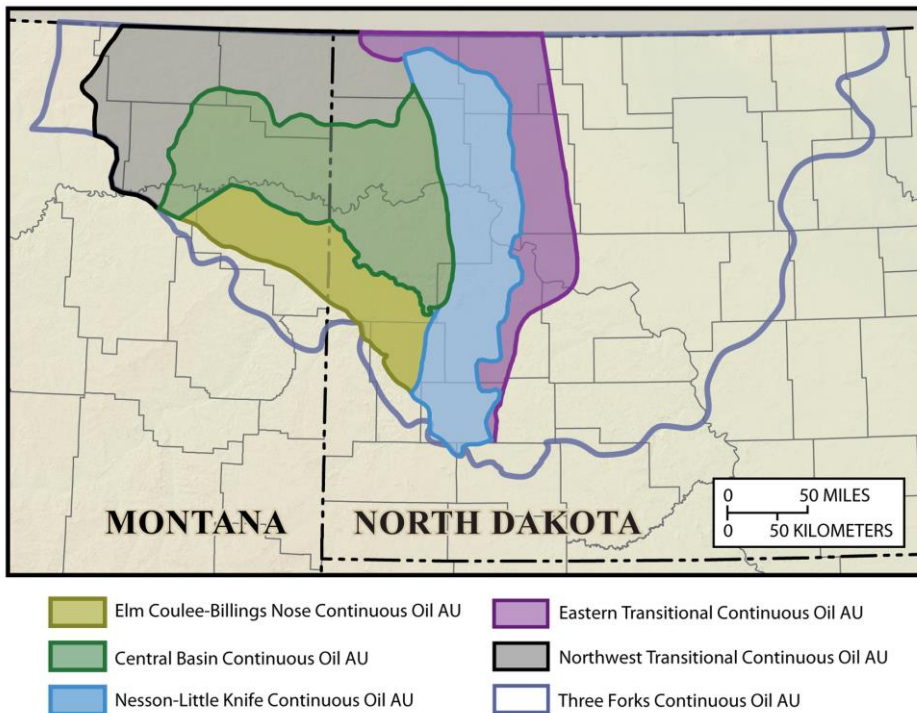 MONTANA
NORTH DAKOTA
0 50 MILES
0 50 KILOMETERS
Elm Coulee-Billings Nose Continuous Oil AU
Central Basin Continuous Oil AU
Nesson-Little Knife Continuous Oil AU
Eastern Transitional Continuous Oil AU
Northwest Transitional Continuous Oil AU
Three Forks Continuous Oil AU